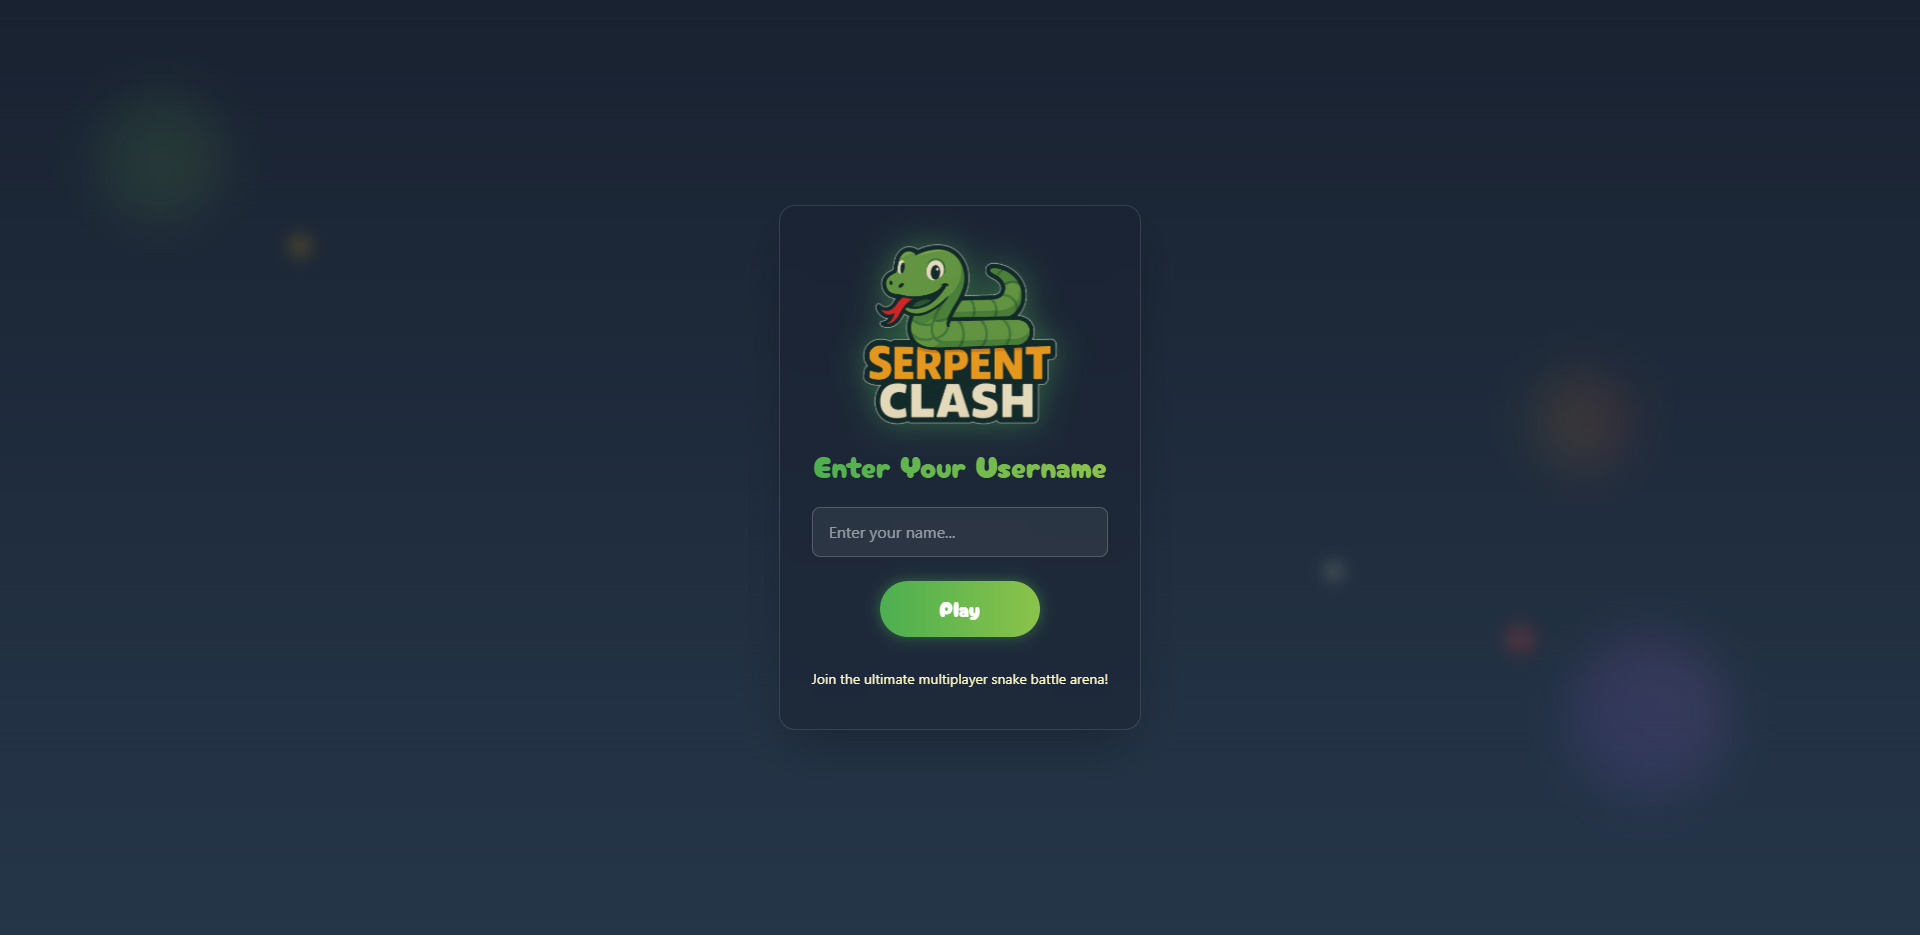 SERPENT
CLASH
Enter Your Username
Enter your name...
Play
Join the ultimate multiplayer snake battle arena!